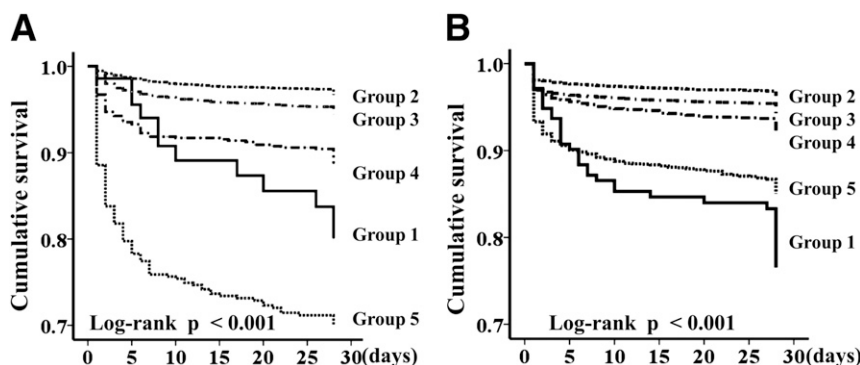 A
Cumulative survival
1.0
0.9
0.8
0.7
Group 2
Group 3
Group 4
Group 1
Group 5
Log-rank p < 0.001
0 5 10 15 20 25 30(days)
B
Cumulative survival
1.0
0.9
0.8
0.7
Group 2
Group 3
Group 4
Group 5
Group 1
Log-rank p < 0.001
0 5 10 15 20 25 30(days)